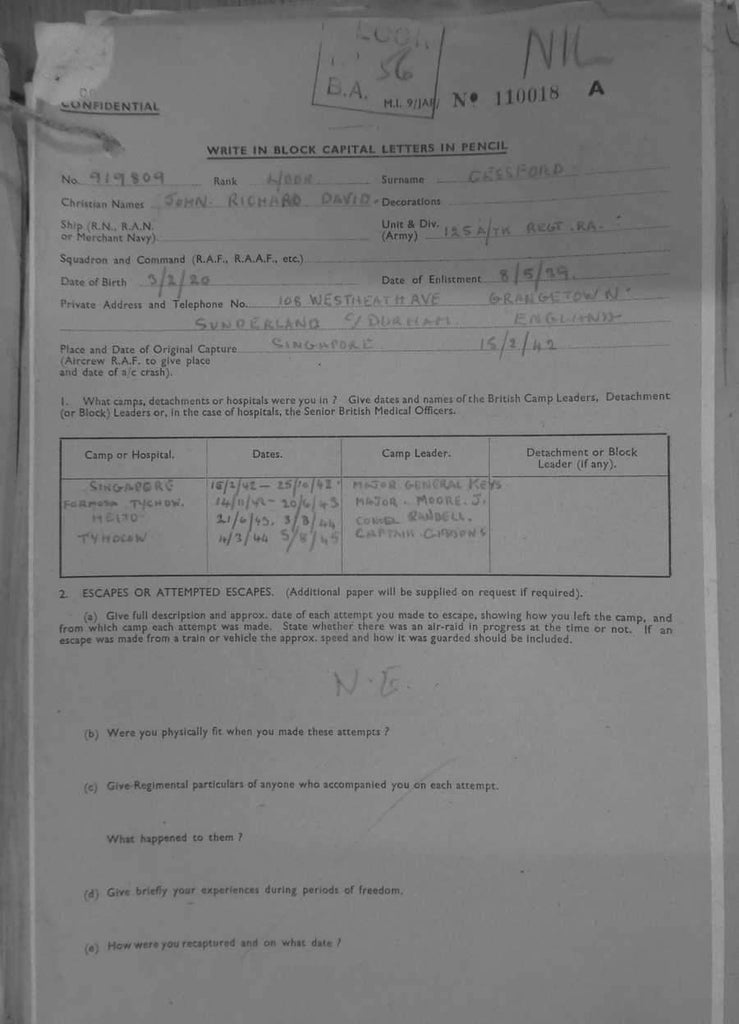 LOOK
56
B.A.
NIL
M.I. 9/JAP/ No 110018 A
CONFIDENTIAL
WRITE IN BLOCK CAPITAL LETTERS IN PENCIL
No. 919809 Rank L/BDR Surname GESSFORD
Christian Names JOHN RICHARD DAVID Decorations
Ship (R.N., R.A.N. or Merchant Navy) Unit & Div. (Army) 125 A/TK REGT. RA.
Squadron and Command (R.A.F., R.A.A.F., etc.)
Date of Birth 3/2/20 Date of Enlistment 8/5/39
Private Address and Telephone No. 108 WESTHEATH AVE GRANGETOWN
SUNDERLAND C/DURHAM ENGLAND
Place and Date of Original Capture SINGAPORE 15/2/42
(Aircrew R.A.F. to give place
and date of a/c crash).
1. What camps, detachments or hospitals were you in ? Give dates and names of the British Camp Leaders, Detachment
(or Block) Leaders or, in the case of hospitals, the Senior British Medical Officers.
Camp or Hospital. Dates. Camp Leader. Detachment or Block Leader (if any).
SINGAPORE 15/2/42 – 25/10/42 MAJOR GENERAL KEYS
FORMOSA TYCHOW. 14/11/42 – 20/6/43 MAJOR MOORE. J.
HEITO 21/6/43. 3/3/44 RANDELL.
4/3/44 5/8/45 CAPTAIN GIBBONS
2. ESCAPES OR ATTEMPTED ESCAPES. (Additional paper will be supplied on request if required).
(a) Give full description and approx. date of each attempt you made to escape, showing how you left the camp, and
from which camp each attempt was made. State whether there was an air-raid in progress at the time or not. If an
escape was made from a train or vehicle the approx. speed and how it was guarded should be included.
N.E.
(b) Were you physically fit when you made these attempts ?
(c) Give Regimental particulars of anyone who accompanied you on each attempt.
What happened to them ?
(d) Give briefly your experiences during periods of freedom.
(e) How were you recaptured and on what date ?